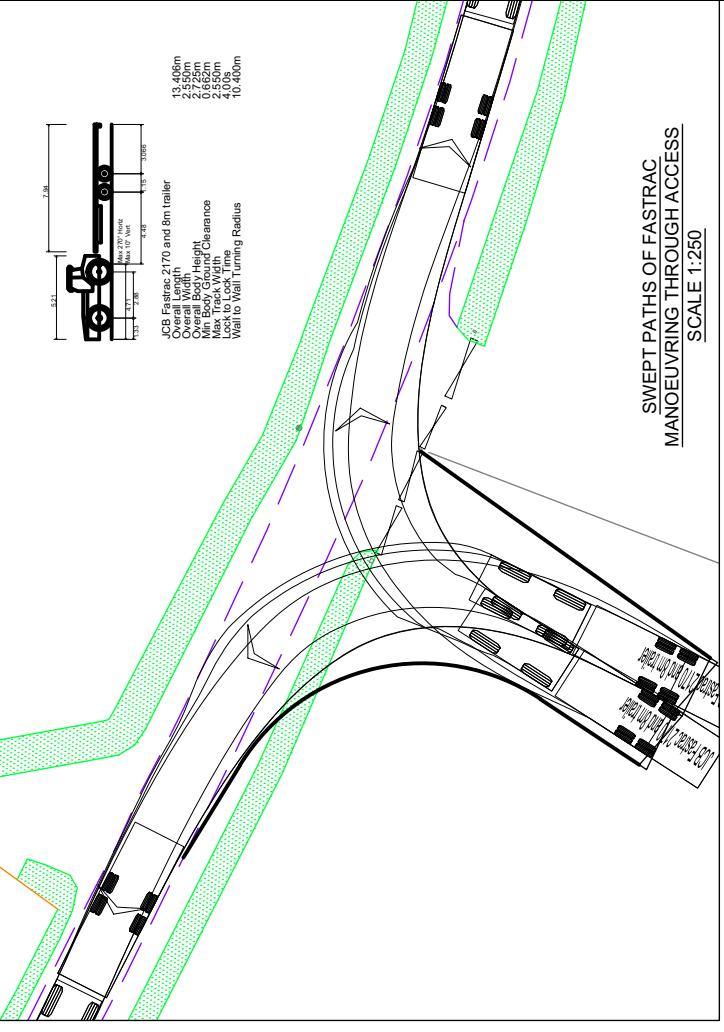 7.94
5.21
Max 270° Horiz
Max 10° Vert
1.33
4.71
2.88
4.48
1.15
3.066
JCB Fastrac 2170 and 8m trailer
Overall Length 13.406m
Overall Width 2.550m
Overall Body Height 2.725m
Min Body Ground Clearance 0.662m
Max Track Width 2.550m
Lock to Lock Time 4.00s
Wall to Wall Turning Radius 10.400m
JCB Fastrac 2170 and 8m trailer
Fastrac 2170 and 8m trailer
SWEPT PATHS OF FASTRAC
MANOEUVRING THROUGH ACCESS
SCALE 1:250